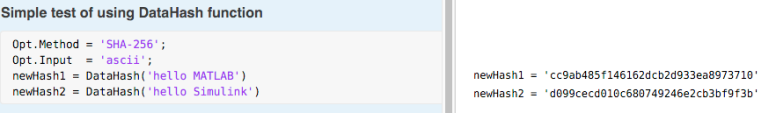 Simple test of using DataHash function
Opt.Method = 'SHA-256';
Opt.Input  = 'ascii';
newHash1 = DataHash('hello MATLAB')
newHash2 = DataHash('hello Simulink')
newHash1 = 'cc9ab485f146162dcb2d933ea8973710'
newHash2 = 'd099cecd010c680749246e2cb3bf9f3b'